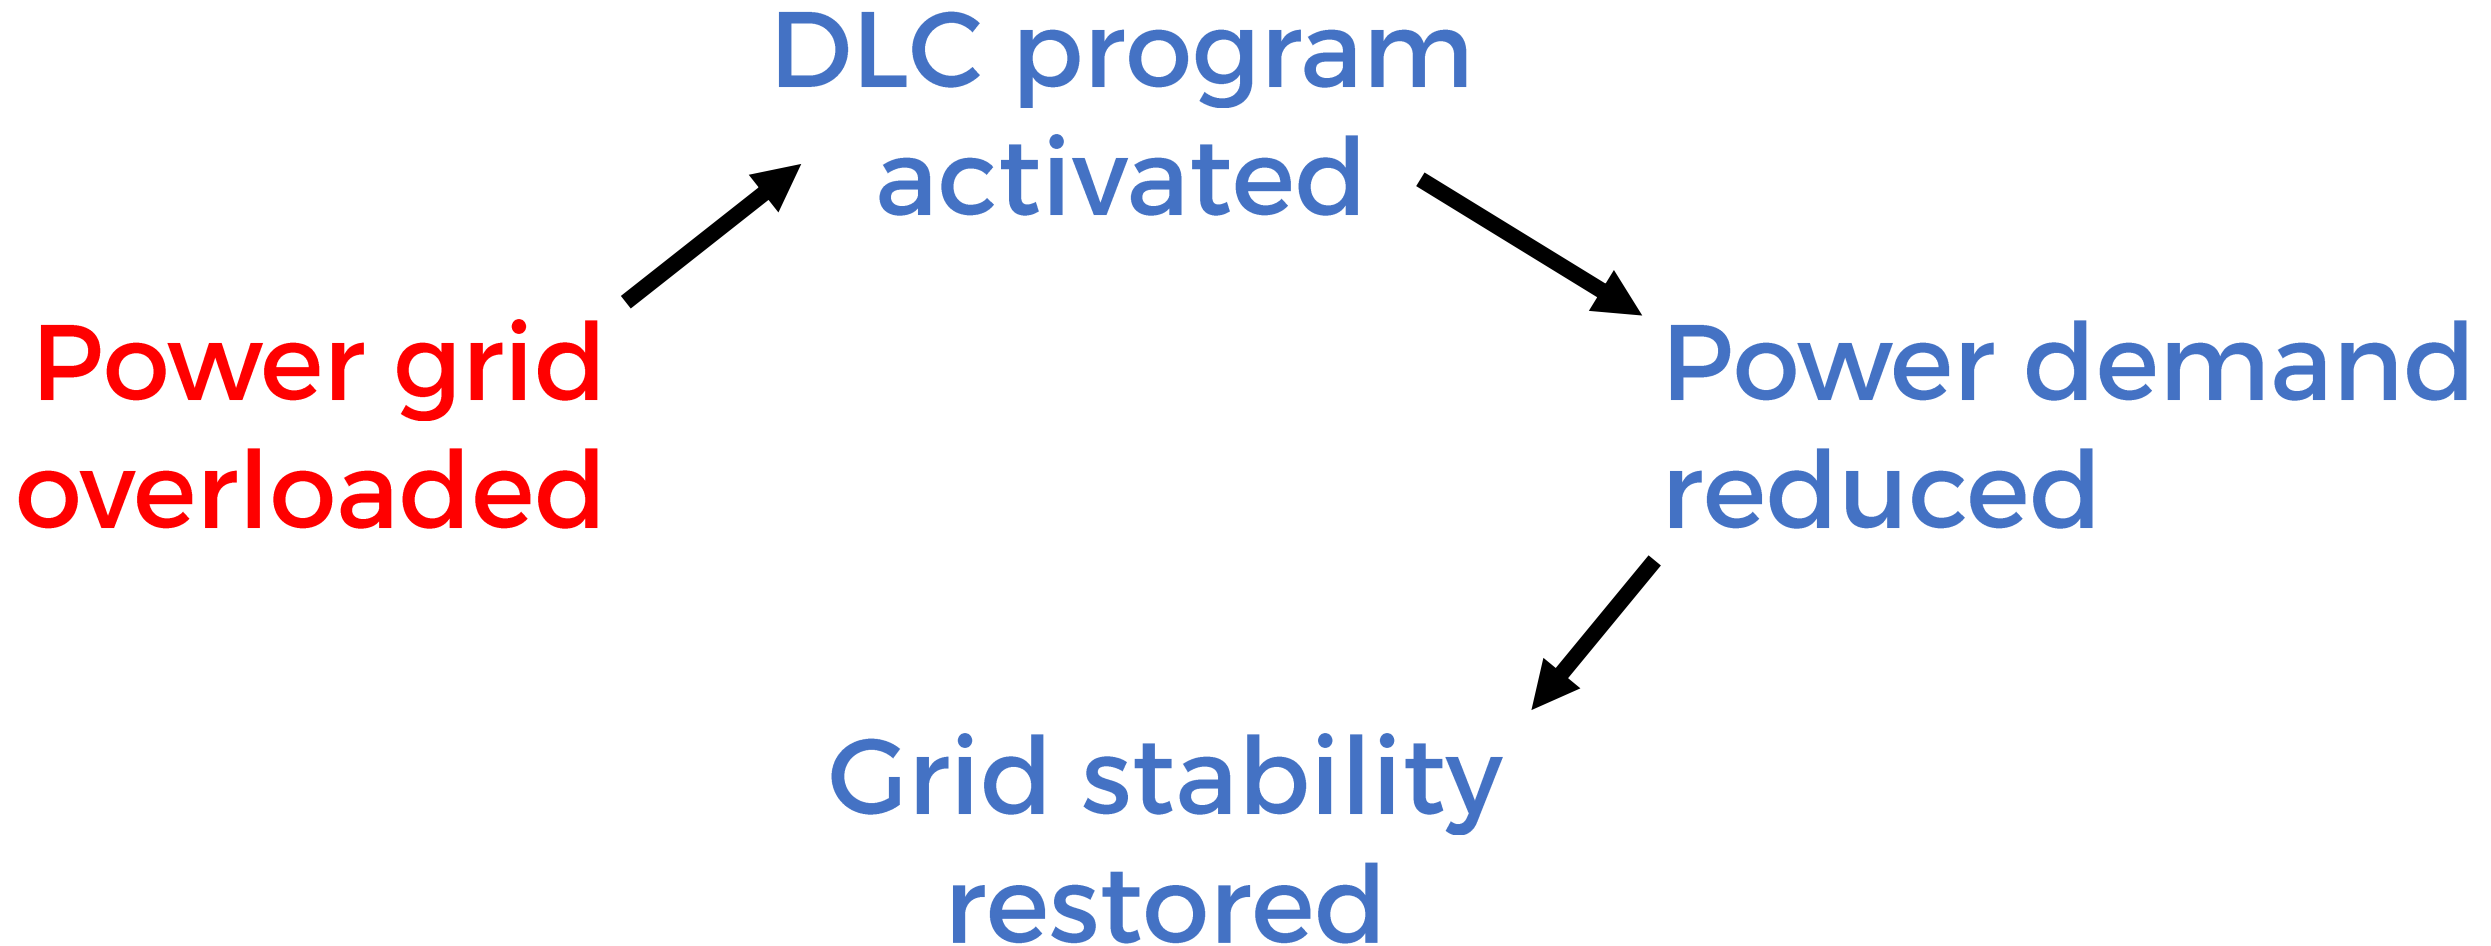 DLC program
activated
Power grid
overloaded
Power demand
reduced
Grid stability
restored